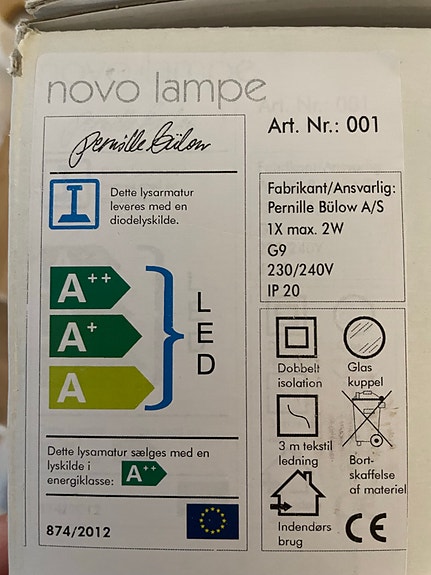 novo lampe
Art. Nr.: 001
Pernille Bülow
Dette lysarmatur
leveres med en
diodelyskilde.
A++
A+
A
LED
Dette lysamatur sælges med en
lyskilde i
energiklasse: A++
874/2012
Fabrikant/Ansvarlig:
Pernille Bülow A/S
1X max. 2W
G9
230/240V
IP 20
Dobbelt
isolation
Glas
kuppel
3 m tekstil
ledning
Bort-
skaffelse
af materiel
Indendørs
brug
CE